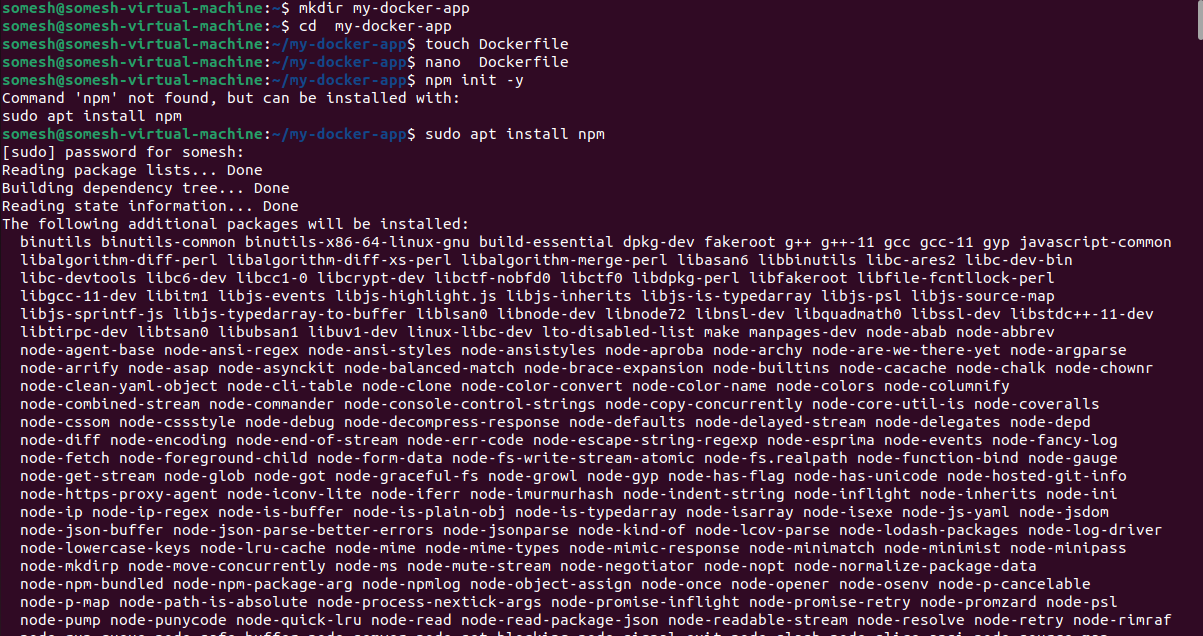 somesh@somesh-virtual-machine:~$ mkdir my-docker-app
somesh@somesh-virtual-machine:~$ cd  my-docker-app
somesh@somesh-virtual-machine:~/my-docker-app$ touch Dockerfile
somesh@somesh-virtual-machine:~/my-docker-app$ nano  Dockerfile
somesh@somesh-virtual-machine:~/my-docker-app$ npm init -y
Command 'npm' not found, but can be installed with:
sudo apt install npm
somesh@somesh-virtual-machine:~/my-docker-app$ sudo apt install npm
[sudo] password for somesh:
Reading package lists... Done
Building dependency tree... Done
Reading state information... Done
The following additional packages will be installed:
  binutils binutils-common binutils-x86-64-linux-gnu build-essential dpkg-dev fakeroot g++ g++-11 gcc gcc-11 gyp javascript-common
  libalgorithm-diff-perl libalgorithm-diff-xs-perl libalgorithm-merge-perl libasan6 libbinutils libc-ares2 libc-dev-bin
  libc-devtools libc6-dev libcc1-0 libcrypt-dev libctf-nobfd0 libctf0 libdpkg-perl libfakeroot libfile-fcntllock-perl
  libgcc-11-dev libitm1 libjs-events libjs-highlight.js libjs-inherits libjs-is-typedarray libjs-psl libjs-source-map
  libjs-sprintf-js libjs-typedarray-to-buffer liblsan0 libnode-dev libnode72 libnsl-dev libquadmath0 libssl-dev libstdc++-11-dev
  libtirpc-dev libtsan0 libubsan1 libuv1-dev linux-libc-dev lto-disabled-list make manpages-dev node-abab node-abbrev
  node-agent-base node-ansi-regex node-ansi-styles node-ansistyles node-aproba node-archy node-are-we-there-yet node-argparse
  node-arrify node-asap node-asynckit node-balanced-match node-brace-expansion node-builtins node-cacache node-chalk node-chownr
  node-clean-yaml-object node-cli-table node-clone node-color-convert node-color-name node-colors node-columnify
  node-combined-stream node-commander node-console-control-strings node-copy-concurrently node-core-util-is node-coveralls
  node-cssom node-cssstyle node-debug node-decompress-response node-defaults node-delayed-stream node-delegates node-depd
  node-diff node-encoding node-end-of-stream node-err-code node-escape-string-regexp node-esprima node-events node-fancy-log
  node-fetch node-foreground-child node-form-data node-fs-write-stream-atomic node-fs.realpath node-function-bind node-gauge
  node-get-stream node-glob node-got node-graceful-fs node-growl node-gyp node-has-flag node-has-unicode node-hosted-git-info
  node-https-proxy-agent node-iconv-lite node-iferr node-imurmurhash node-indent-string node-inflight node-inherits node-ini
  node-ip node-ip-regex node-is-buffer node-is-plain-obj node-is-typedarray node-isarray node-isexe node-js-yaml node-jsdom
  node-json-buffer node-json-parse-better-errors node-jsonparse node-kind-of node-lcov-parse node-lodash-packages node-log-driver
  node-lowercase-keys node-lru-cache node-mime node-mime-types node-mimic-response node-minimatch node-minimist node-minipass
  node-mkdirp node-move-concurrently node-ms node-mute-stream node-negotiator node-nopt node-normalize-package-data
  node-npm-bundled node-npm-package-arg node-npmlog node-object-assign node-once node-opener node-osenv node-p-cancelable
  node-p-map node-path-is-absolute node-process-nextick-args node-promise-inflight node-promise-retry node-promzard node-psl
  node-pump node-punycode node-quick-lru node-read node-read-package-json node-readable-stream node-resolve node-retry node-rimraf